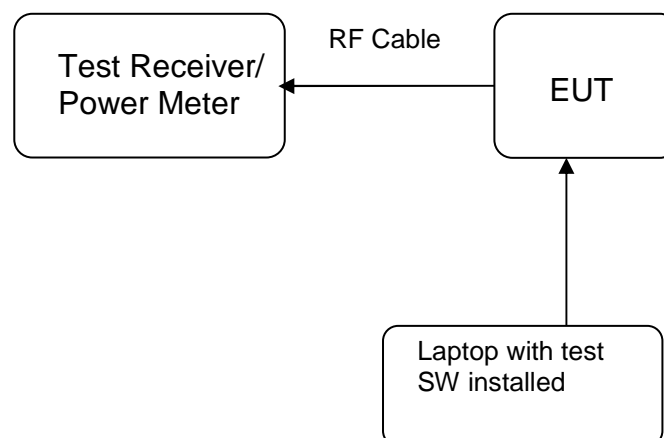 RF Cable
Test Receiver/
Power Meter
EUT
Laptop with test
SW installed